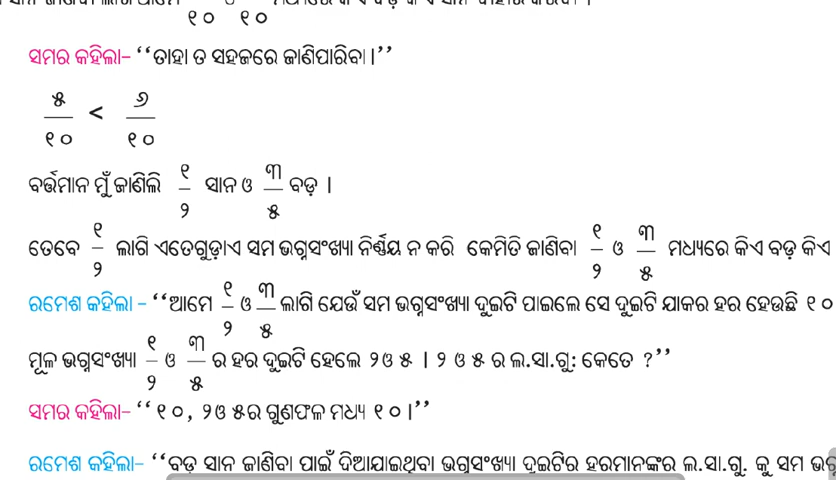 ୧୦ ୧୦
ସମର କହିଲା- ‘‘ତାହା ତ ସହଜରେ ଜାଣିପାରିବା।’’
୫/୧୦ < ୬/୧୦
ବର୍ତ୍ତମାନ ମୁଁ ଜାଣିଲି ୧/୨ ସାନ ଓ ୩/୫ ବଡ଼ ।
ତେବେ ୧/୨ ଲାଗି ଏତେଗୁଡ଼ାଏ ସମ ଭଗ୍ନସଂଖ୍ୟା ନିର୍ଣ୍ଣୟ ନ କରି କେମିତି ଜାଣିବା ୧/୨ ଓ ୩/୫ ମଧ୍ୟରେ କିଏ ବଡ଼ କିଏ
ରମେଶ କହିଲା - ‘‘ଆମେ ୧/୨ ଓ ୩/୫ ଲାଗି ଯେଉଁ ସମ ଭଗ୍ନସଂଖ୍ୟା ଦୁଇଟି ପାଇଲେ ସେ ଦୁଇଟି ଯାକର ହର ହେଉଛି ୧୦
ମୂଳ ଭଗ୍ନସଂଖ୍ୟା ୧/୨ ଓ ୩/୫ ର ହର ଦୁଇଟି ହେଲେ ୨ଓ ୫ । ୨ ଓ ୫ ର ଲ.ସା.ଗୁ: କେତେ ?’’
ସମର କହିଲା- ‘‘ ୧୦, ୨ଓ ୫ର ଗୁଣଫଳ ମଧ୍ୟ ୧୦।’’
ରମେଶ କହିଲା- ‘‘ବଡ଼ ସାନ ଜାଣିବା ପାଇଁ ଦିଆଯାଇଥିବା ଭଗ୍ନସଂଖ୍ୟା ଦୁଇଟିର ହରମାନଙ୍କର ଲ.ସା.ଗୁ. କୁ ସମ